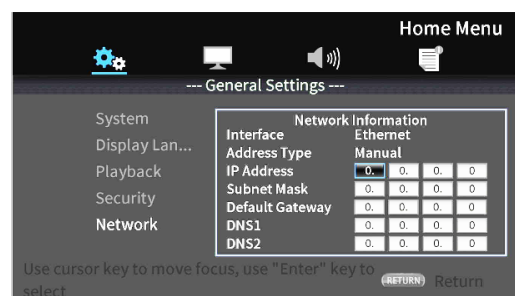 Home Menu
--- General Settings ---
System
Display Lan...
Playback
Security
Network
Network Information
Interface Ethernet
Address Type Manual
IP Address 0. 0. 0. 0
Subnet Mask 0. 0. 0. 0
Default Gateway 0. 0. 0. 0
DNS1 0. 0. 0. 0
DNS2 0. 0. 0. 0
Use cursor key to move focus, use "Enter" key to
select
RETURN Return